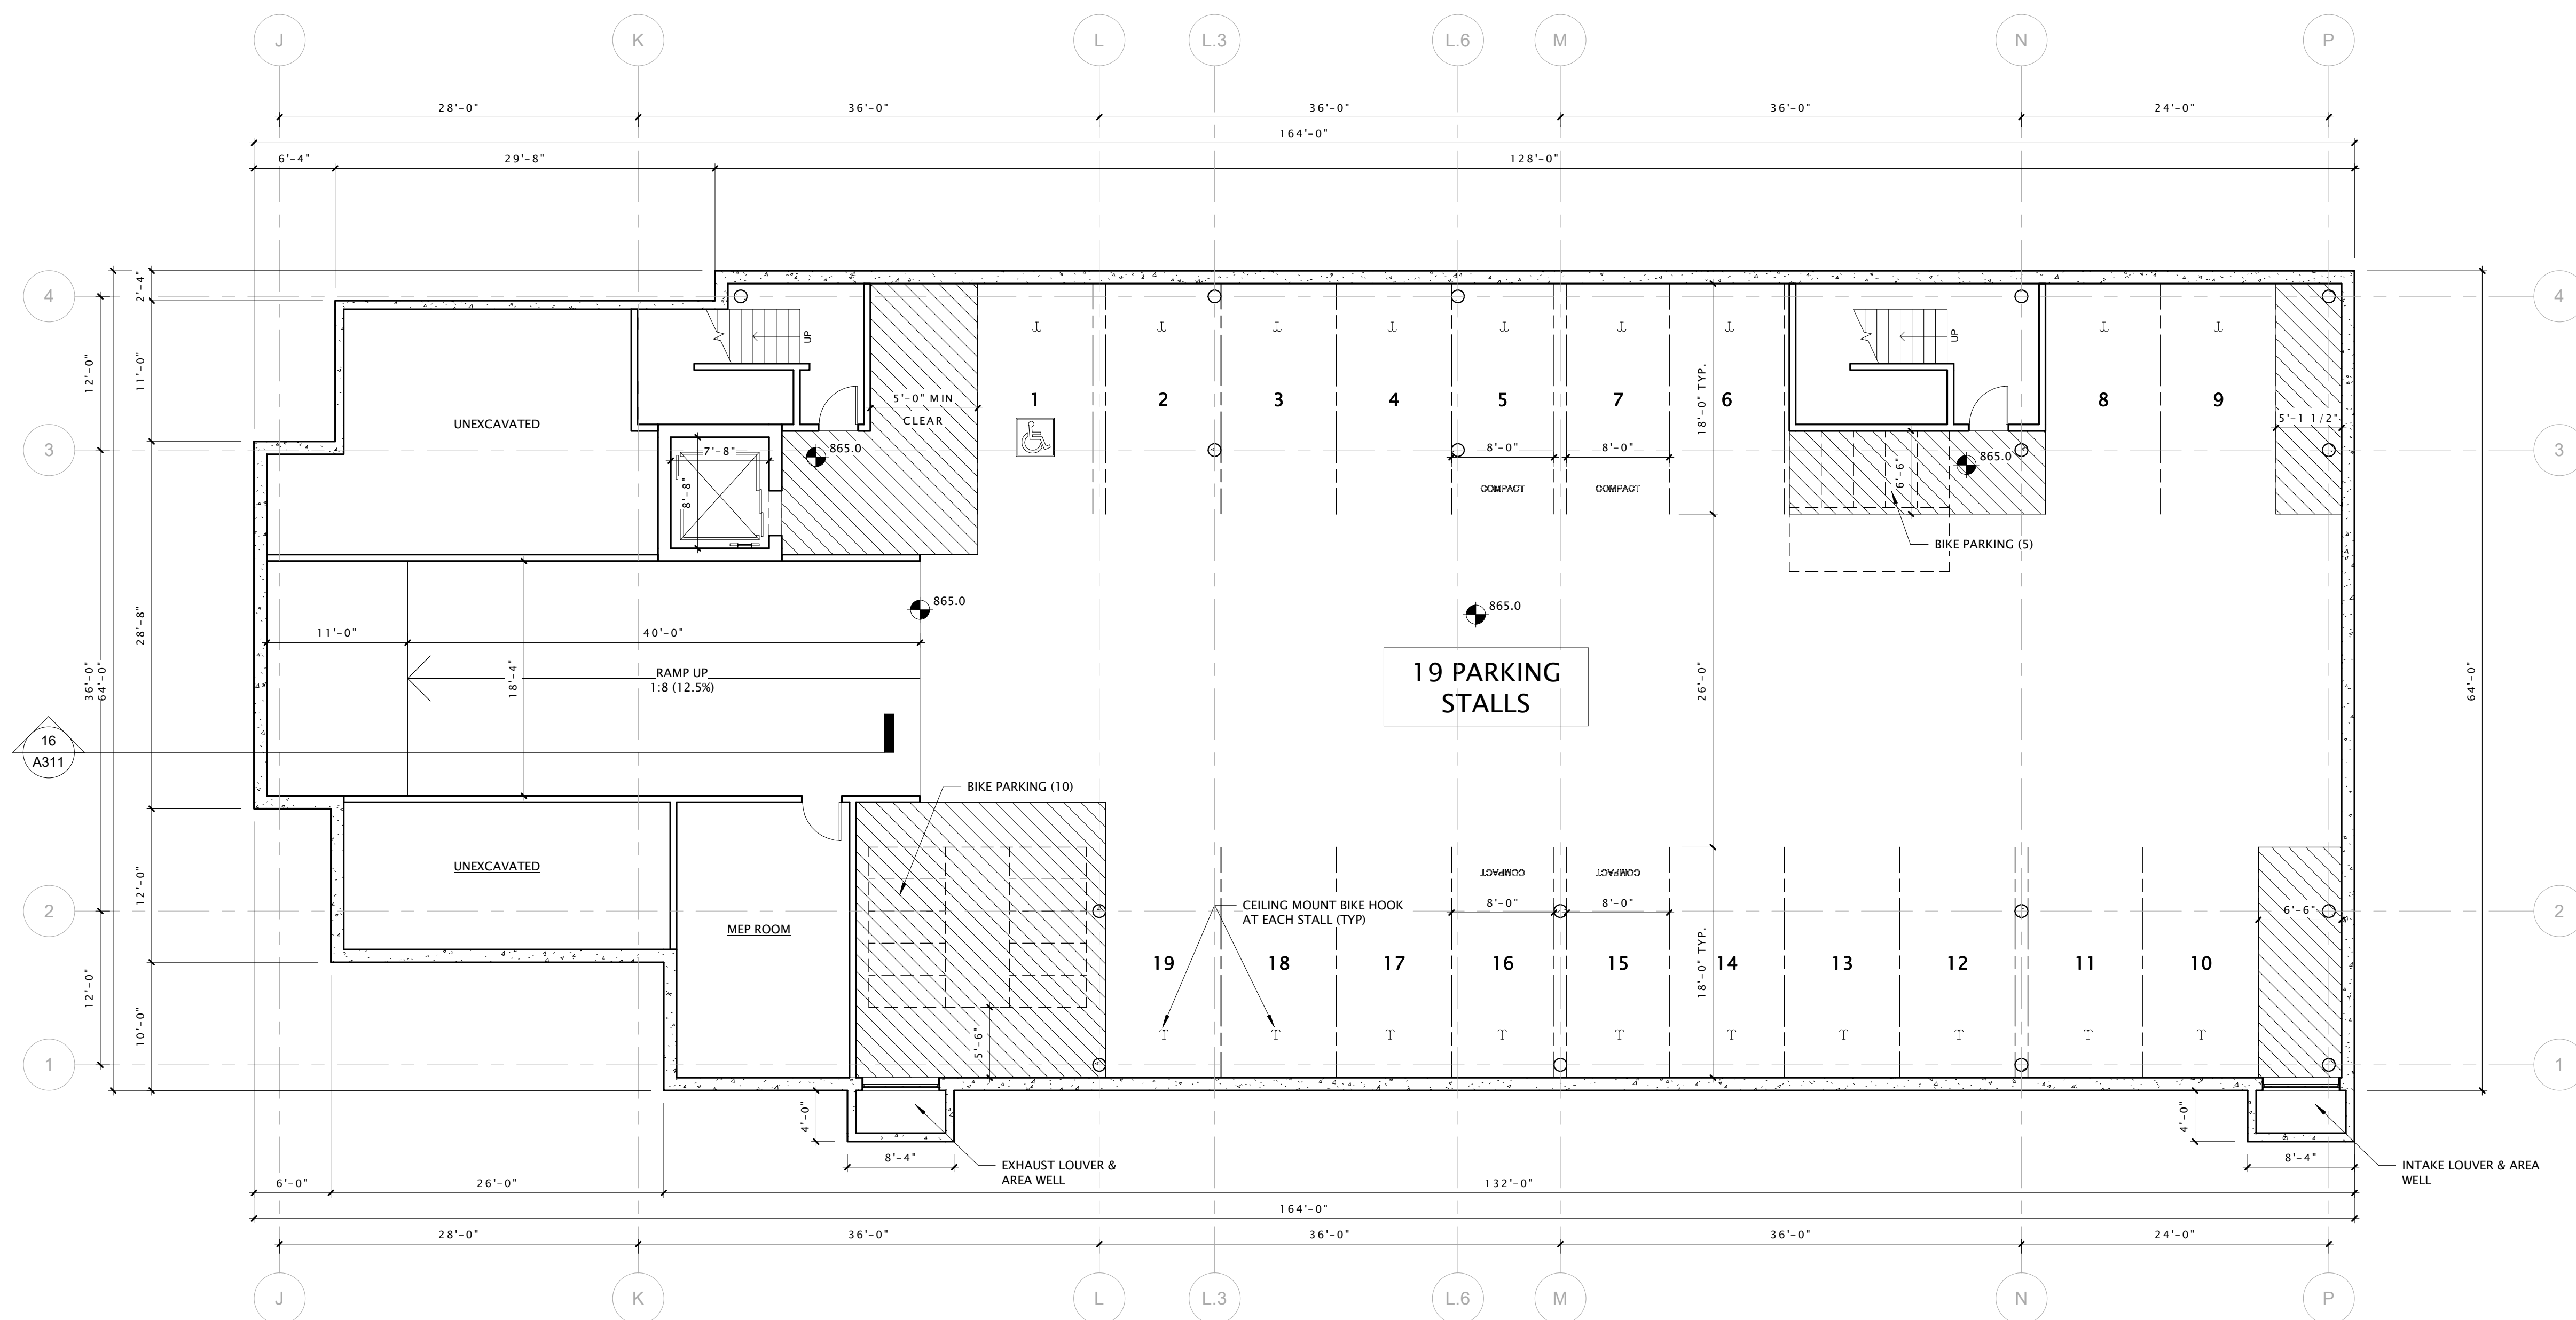 J K L L.3 L.6 M N P
28'-0" 36'-0" 36'-0" 36'-0" 24'-0"
164'-0"
6'-4" 29'-8" 128'-0"
4 4
2'-4"
12'-0"
11'-0"
UP
UP
UNEXCAVATED
5'-0" MIN
CLEAR
1 2 3 4 5 7 6 8 9
18'-0" TYP.
5'-1 1/2"
3 3
7'-8"
8'-8"
865.0
8'-0" 8'-0"
865.0
6'-6"
COMPACT COMPACT
BIKE PARKING (5)
865.0
865.0
28'-8"
36'-0"
64'-0"
11'-0" 40'-0"
18'-4"
RAMP UP
1:8 (12.5%)
19 PARKING
STALLS
26'-0"
64'-0"
16
A311
BIKE PARKING (10)
UNEXCAVATED
COMPACT COMPACT
12'-0"
2 2
CEILING MOUNT BIKE HOOK
AT EACH STALL (TYP)
8'-0" 8'-0"
6'-6"
MEP ROOM
19 18 17 16 15 14 13 12 11 10
18'-0" TYP.
12'-0"
10'-0"
5'-6"
1 1
4'-0"
4'-0"
8'-4"
8'-4"
EXHAUST LOUVER &
AREA WELL
INTAKE LOUVER & AREA
WELL
6'-0" 26'-0" 132'-0"
164'-0"
28'-0" 36'-0" 36'-0" 36'-0" 24'-0"
J K L L.3 L.6 M N P